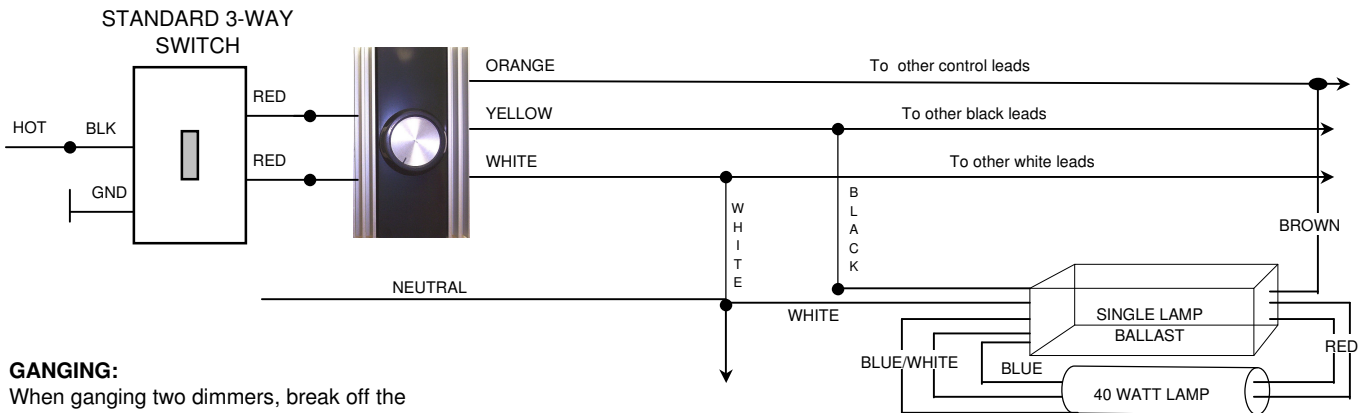 STANDARD 3-WAY
SWITCH
ORANGE
To other control leads
RED
YELLOW
To other black leads
HOT
BLK
RED
WHITE
To other white leads
GND
WHITE
BLACK
BROWN
NEUTRAL
WHITE
SINGLE LAMP
BALLAST
RED
BLUE/WHITE
BLUE
40 WATT LAMP
GANGING:
When ganging two dimmers, break off the